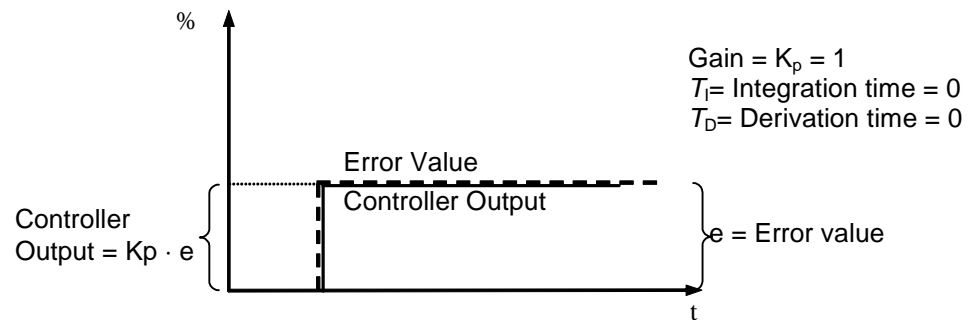 %
Gain = Kp = 1
TI= Integration time = 0
TD= Derivation time = 0
Error Value
Controller Output
Controller
Output = Kp · e
e = Error value
t